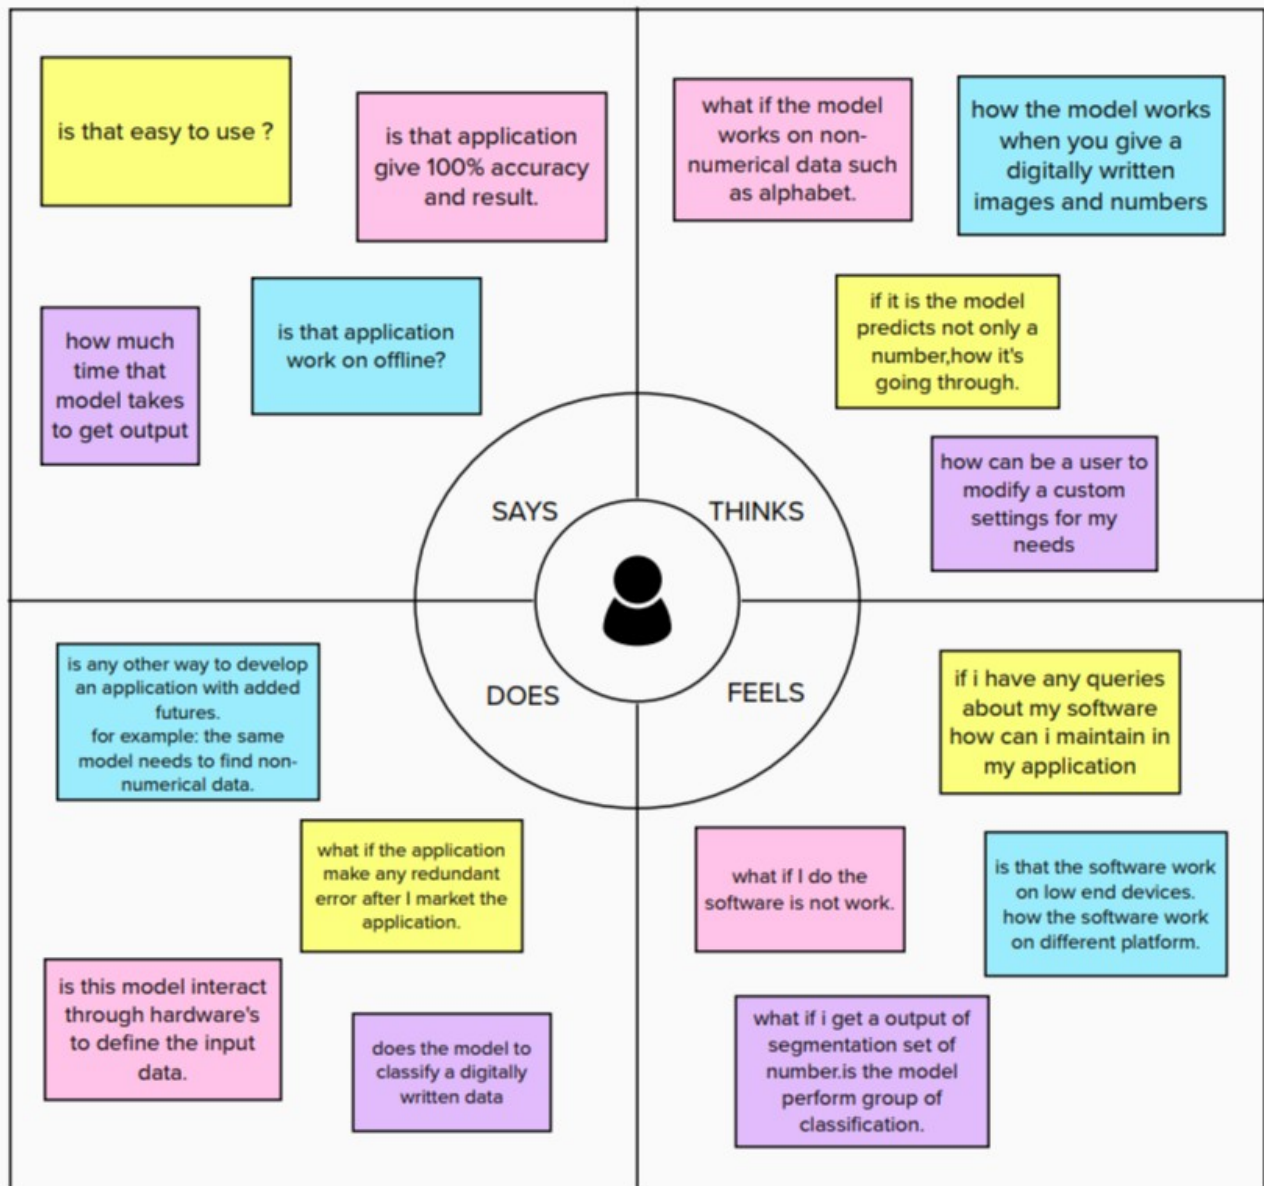 is that easy to use ?
is that application
give 100% accuracy
and result.
how much
time that
model takes
to get output
is that application
work on offline?
what if the model
works on non-
numerical data such
as alphabet.
how the model works
when you give a
digitally written
images and numbers
if it is the model
predicts not only a
number,how it's
going through.
how can be a user to
modify a custom
settings for my
needs
SAYS
THINKS
DOES
FEELS
is any other way to develop
an application with added
futures.
for example: the same
model needs to find non-
numerical data.
what if the application
make any redundant
error after I market the
application.
is this model interact
through hardware's
to define the input
data.
does the model to
classify a digitally
written data
if i have any queries
about my software
how can i maintain in
my application
what if I do the
software is not work.
is that the software work
on low end devices.
how the software work
on different platform.
what if i get a output of
segmentation set of
number.is the model
perform group of
classification.